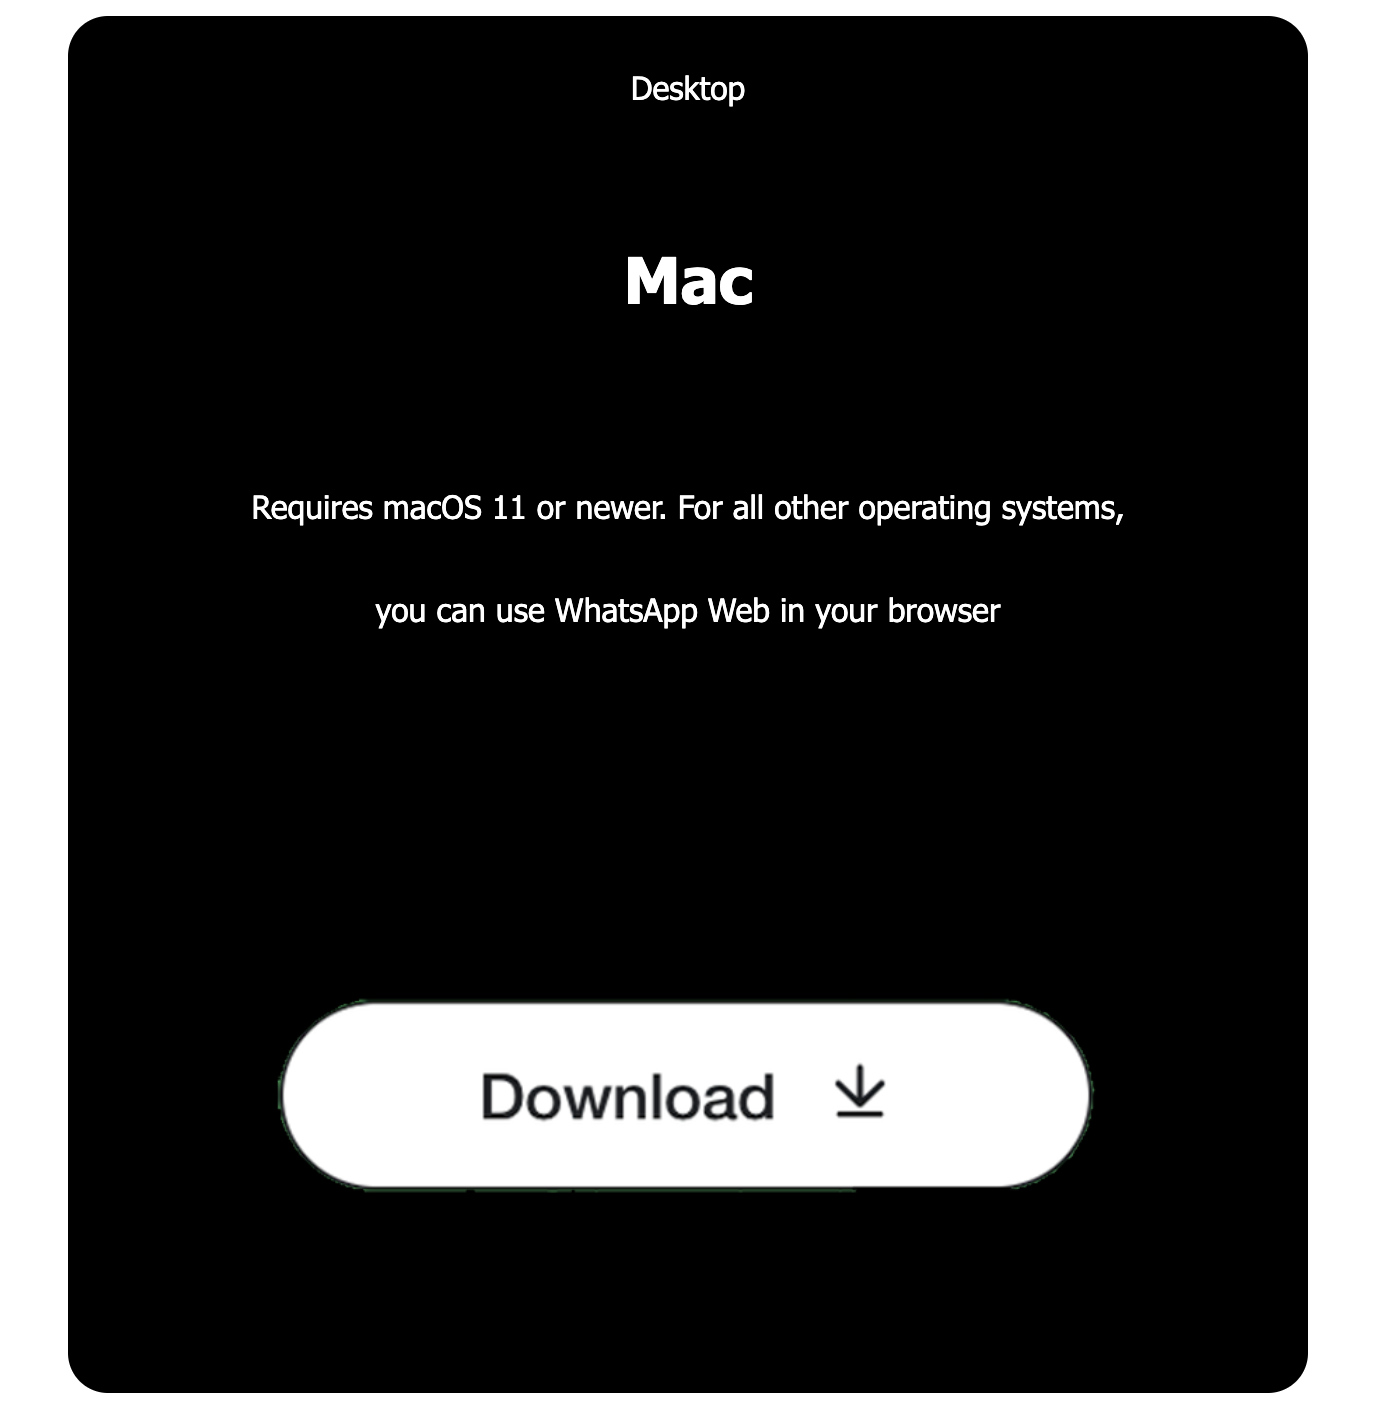 Desktop
Mac
Requires macOS 11 or newer. For all other operating systems,
you can use WhatsApp Web in your browser
Download